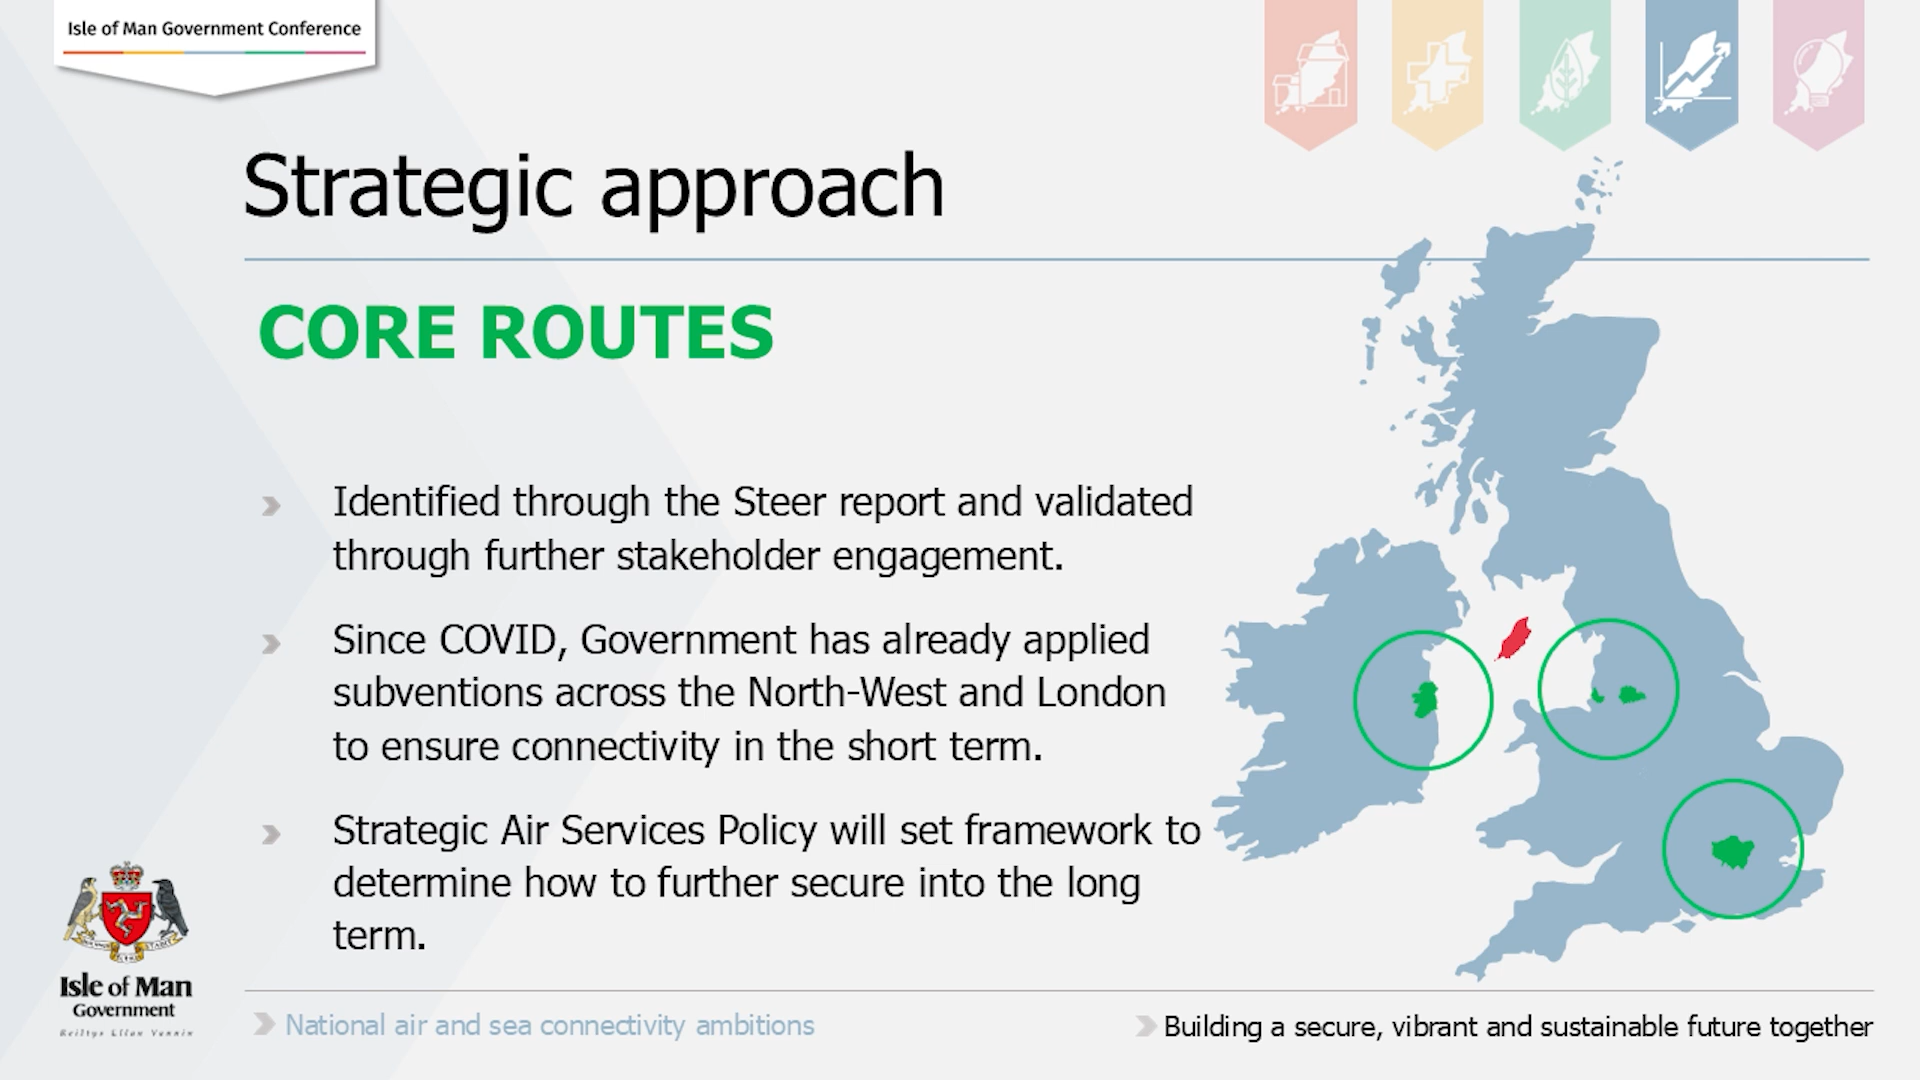 Isle of Man Government Conference
Strategic approach
CORE ROUTES
Identified through the Steer report and validated
through further stakeholder engagement.
Since COVID, Government has already applied
subventions across the North-West and London
to ensure connectivity in the short term.
Strategic Air Services Policy will set framework to
determine how to further secure into the long
term.
Isle of Man
Government
Reiltys Ellan Vannin
National air and sea connectivity ambitions
Building a secure, vibrant and sustainable future together